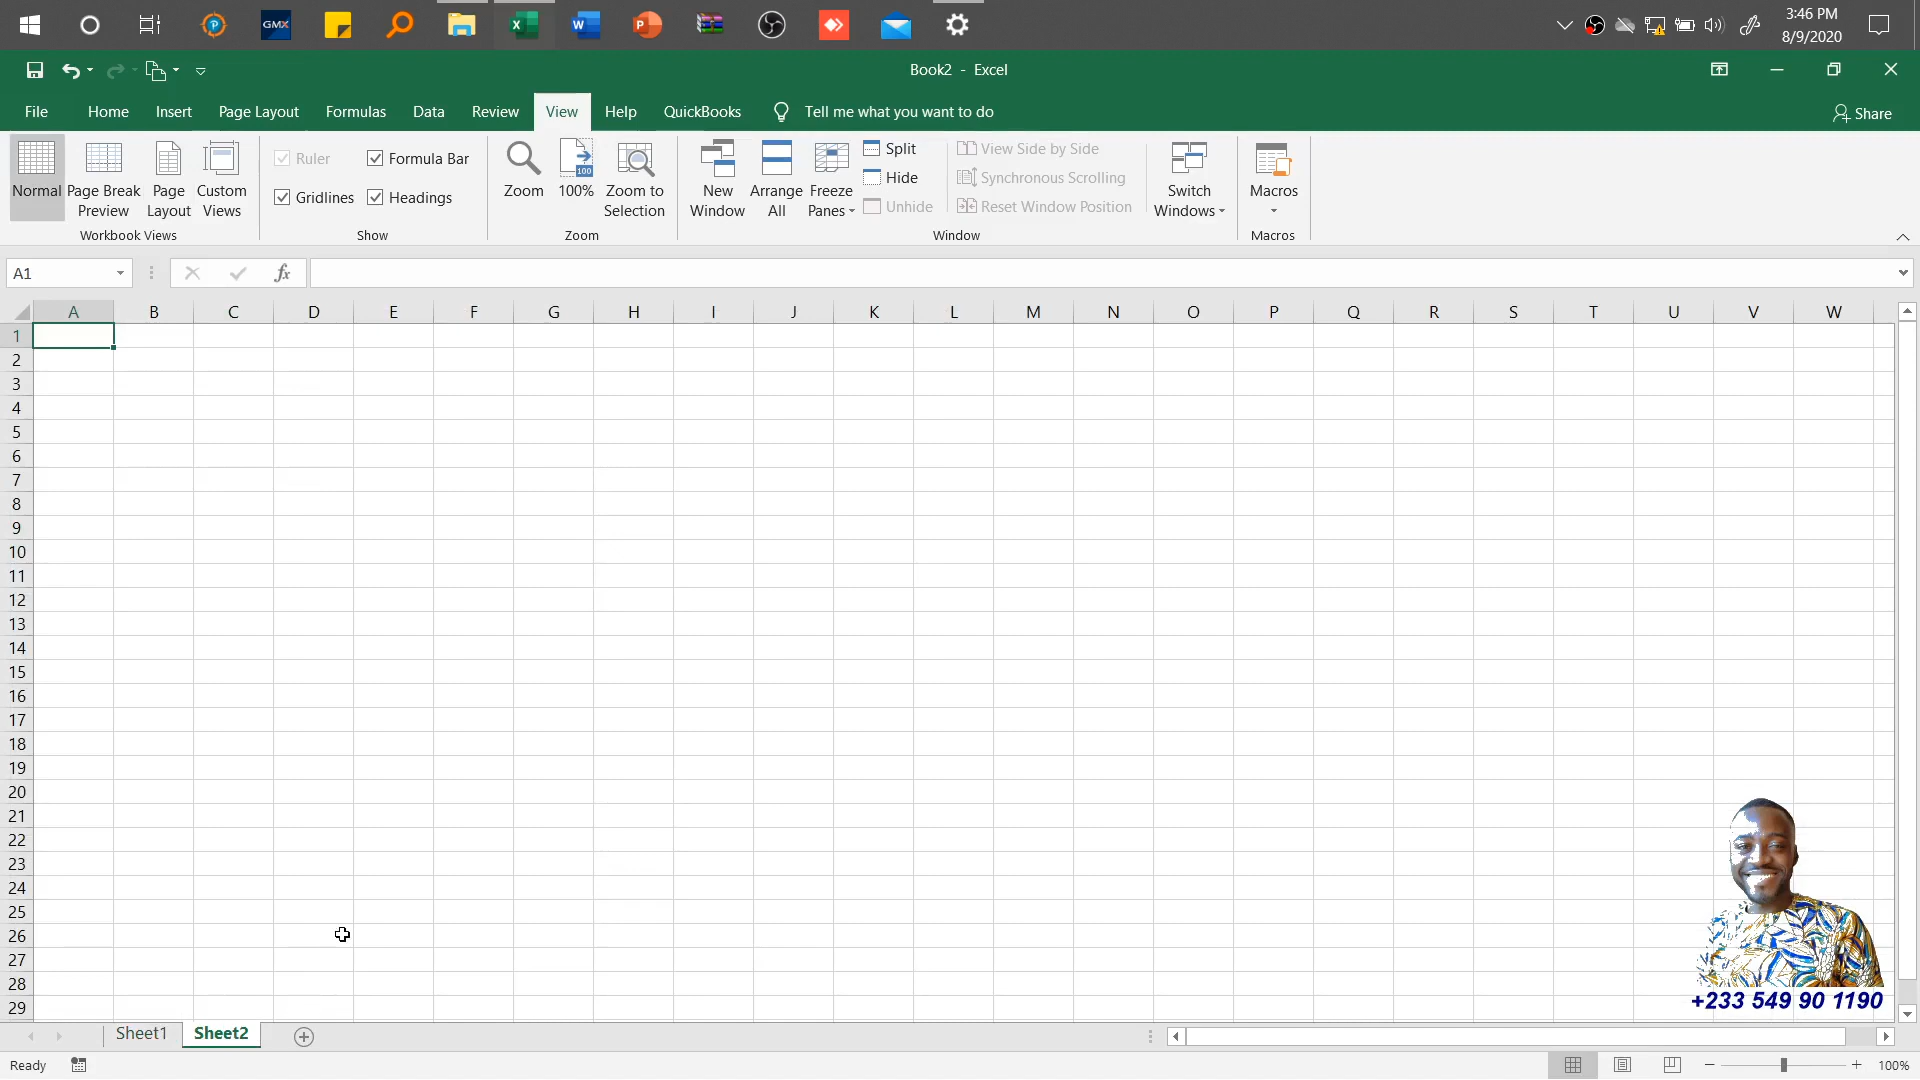 GMX
3:46 PM
8/9/2020
Book2 - Excel
File Home Insert Page Layout Formulas Data Review View Help QuickBooks Tell me what you want to do Share
Normal
Page Break Preview
Page Layout
Custom Views
Workbook Views
Ruler
Formula Bar
Gridlines
Headings
Show
Zoom
100
100%
Zoom to Selection
Zoom
New Window
Arrange All
Freeze Panes
Split
Hide
Unhide
View Side by Side
Synchronous Scrolling
Reset Window Position
Switch Windows
Window
Macros
Macros
A1
fx
A B C D E F G H I J K L M N O P Q R S T U V W
1
2
3
4
5
6
7
8
9
10
11
12
13
14
15
16
17
18
19
20
21
22
23
24
25
26
27
28
29
+233 549 90 1190
Sheet1 Sheet2
Ready
100%